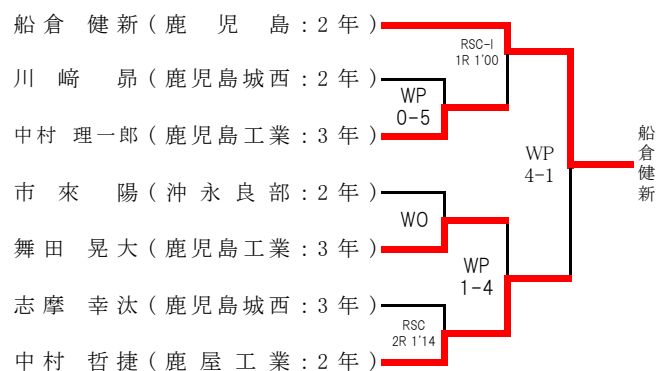 船倉 健新(鹿児島:2年)
RSC-I
1R 1'00
川﨑 昴(鹿児島城西:2年)
WP
0-5
中村 理一郎(鹿児島工業:3年)
WP
4-1
船倉健新
市來 陽(沖永良部:2年)
WO
舞田 晃大(鹿児島工業:3年)
WP
1-4
志摩 幸汰(鹿児島城西:3年)
RSC
2R 1'14
中村 哲捷(鹿屋工業:2年)